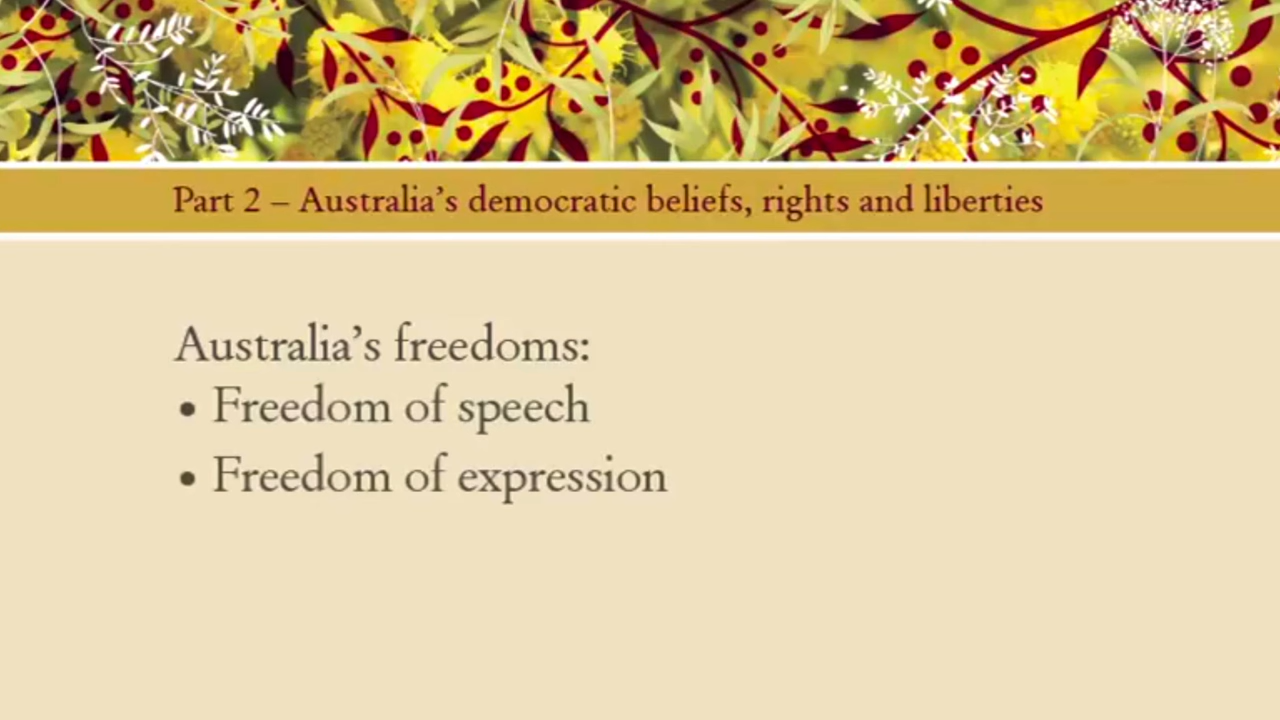 Part 2 – Australia’s democratic beliefs, rights and liberties
Australia’s freedoms:
• Freedom of speech
• Freedom of expression